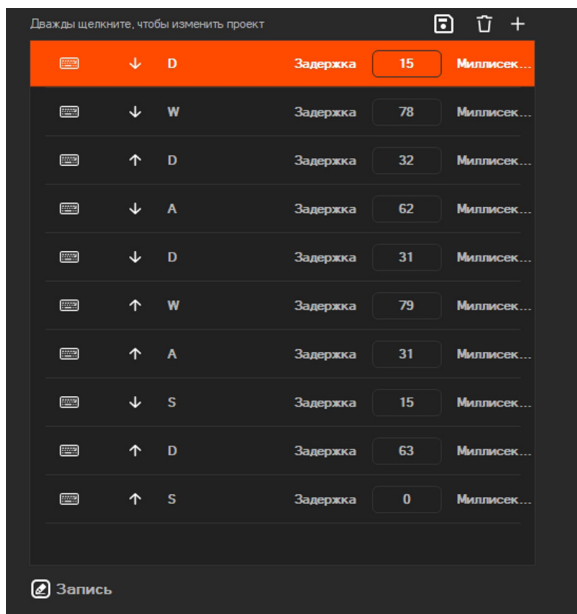 Дважды щелкните, чтобы изменить проект
D Задержка 15 Миллисек...
W Задержка 78 Миллисек...
D Задержка 32 Миллисек...
A Задержка 62 Миллисек...
D Задержка 31 Миллисек...
W Задержка 79 Миллисек...
A Задержка 31 Миллисек...
S Задержка 15 Миллисек...
D Задержка 63 Миллисек...
S Задержка 0 Миллисек...
Запись